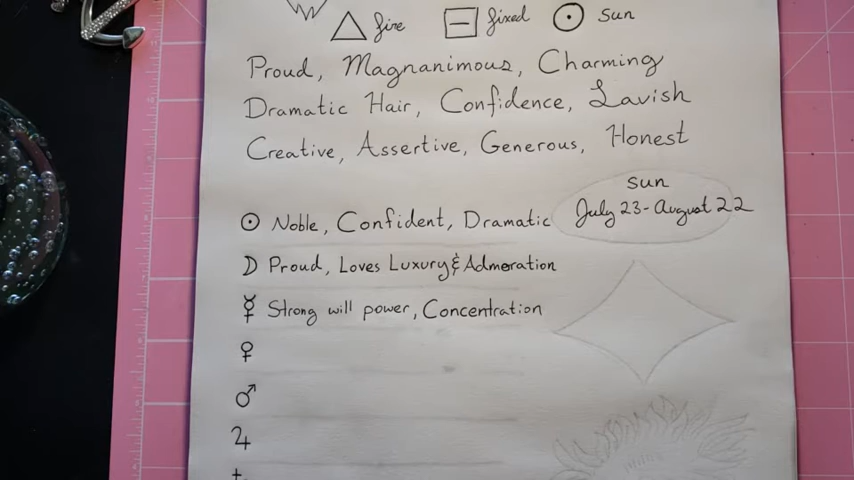 △ fire ⊟ fixed ☉ Sun
Proud, Magnanimous, Charming
Dramatic Hair, Confidence, Lavish
Creative, Assertive, Generous, Honest
sun
July 23-August 22
☉ Noble, Confident, Dramatic
☽ Proud, Loves Luxury & Admoration
☿ Strong will power, Concentration
♀
♂
♃